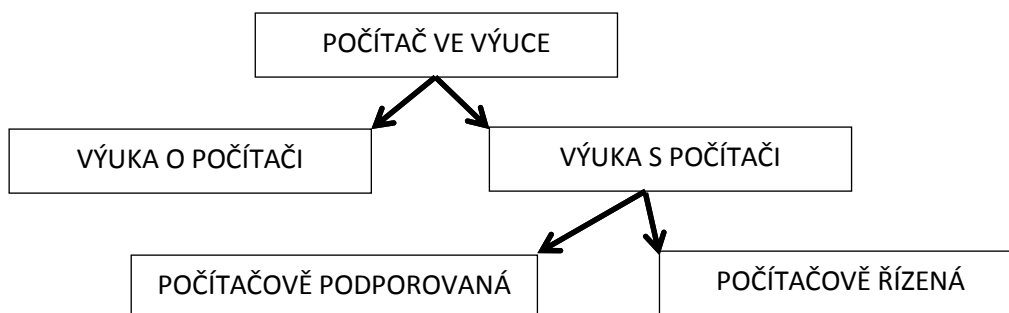 POČÍTAČ VE VÝUCE
VÝUKA O POČÍTAČI
VÝUKA S POČÍTAČI
POČÍTAČOVĚ PODPOROVANÁ
POČÍTAČOVĚ ŘÍZENÁ